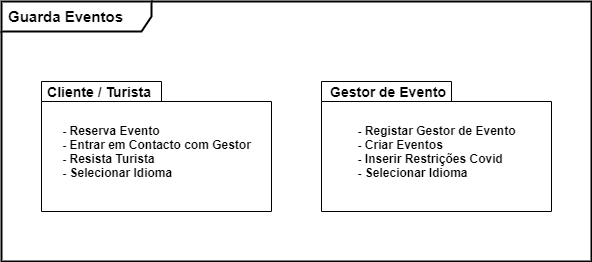 Guarda Eventos
Cliente / Turista
- Reserva Evento
- Entrar em Contacto com Gestor
- Resista Turista
- Selecionar Idioma
Gestor de Evento
- Registar Gestor de Evento
- Criar Eventos
- Inserir Restrições Covid
- Selecionar Idioma